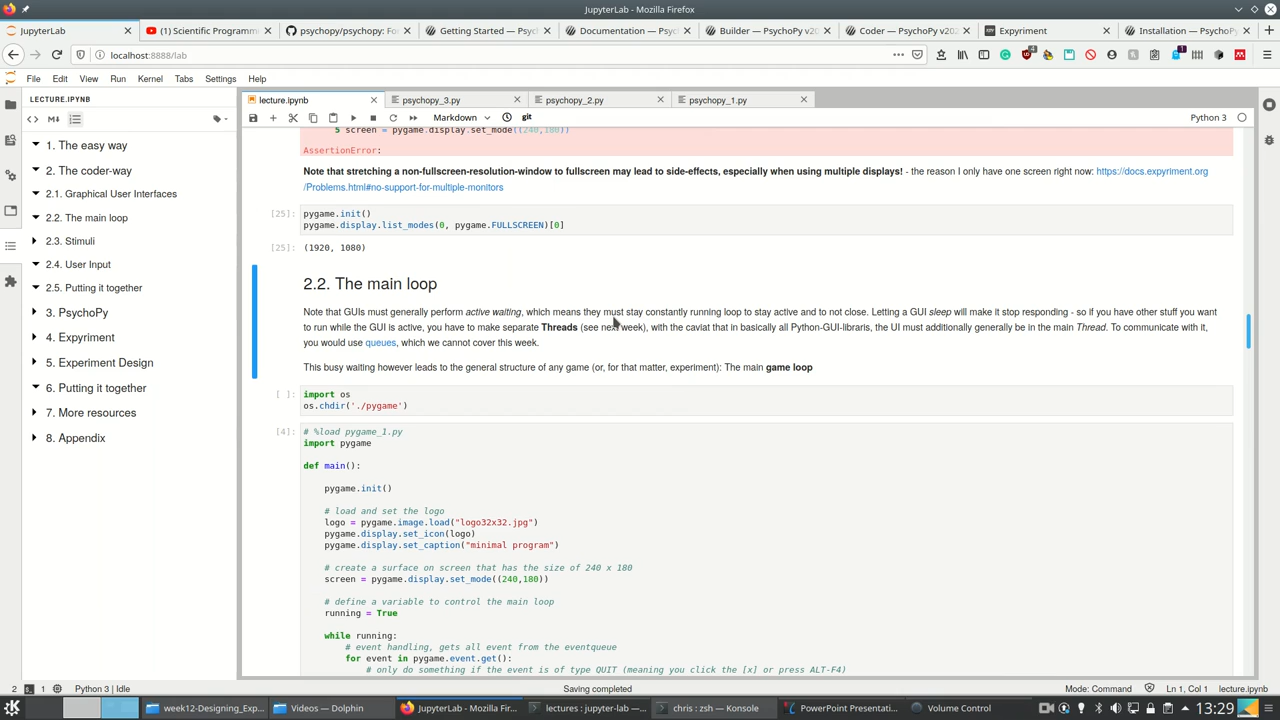 JupyterLab - Mozilla Firefox
JupyterLab
(1) Scientific Programm
psychopy/psychopy: Fo
Getting Started — Psyc
Documentation — Psy
Builder — PsychoPy v20
Coder — PsychoPy v202
Expyriment
Installation — PsychoP
localhost:8888/lab
File Edit View Run Kernel Tabs Settings Help
LECTURE.IPYNB
1. The easy way
2. The coder-way
2.1. Graphical User Interfaces
2.2. The main loop
2.3. Stimuli
2.4. User Input
2.5. Putting it together
3. PsychoPy
4. Expyriment
5. Experiment Design
6. Putting it together
7. More resources
8. Appendix
lecture.ipynb
psychopy_3.py
psychopy_2.py
psychopy_1.py
Markdown
git
Python 3
5 screen = pygame.display.set_mode((240,180))
AssertionError:
Note that stretching a non-fullscreen-resolution-window to fullscreen may lead to side-effects, especially when using multiple displays! - the reason I only have one screen right now: https://docs.expyriment.org
/Problems.html#no-support-for-multiple-monitors
[25]: pygame.init()
pygame.display.list_modes(0, pygame.FULLSCREEN)[0]
[25]: (1920, 1080)
2.2. The main loop
Note that GUIs must generally perform active waiting, which means they must stay constantly running loop to stay active and to not close. Letting a GUI sleep will make it stop responding - so if you have other stuff you want
to run while the GUI is active, you have to make separate Threads (see next week), with the caviat that in basically all Python-GUI-libraris, the UI must additionally generally be in the main Thread. To communicate with it,
you would use queues, which we cannot cover this week.
This busy waiting however leads to the general structure of any game (or, for that matter, experiment): The main game loop
[ ]: import os
os.chdir('./pygame')
[4]: # %load pygame_1.py
import pygame
def main():
pygame.init()
# load and set the logo
logo = pygame.image.load("logo32x32.jpg")
pygame.display.set_icon(logo)
pygame.display.set_caption("minimal program")
# create a surface on screen that has the size of 240 x 180
screen = pygame.display.set_mode((240,180))
# define a variable to control the main loop
running = True
while running:
# event handling, gets all event from the eventqueue
for event in pygame.event.get():
# only do something if the event is of type QUIT (meaning you click the [x] or press ALT-F4)
2 1 Python 3 | Idle
Saving completed
Mode: Command
Ln 1, Col 1
lecture.ipynb
week12-Designing_Exp...
Videos — Dolphin
JupyterLab - Mozilla Fir...
lectures : jupyter-lab —...
chris : zsh — Konsole
PowerPoint Presentati...
Volume Control
13:29